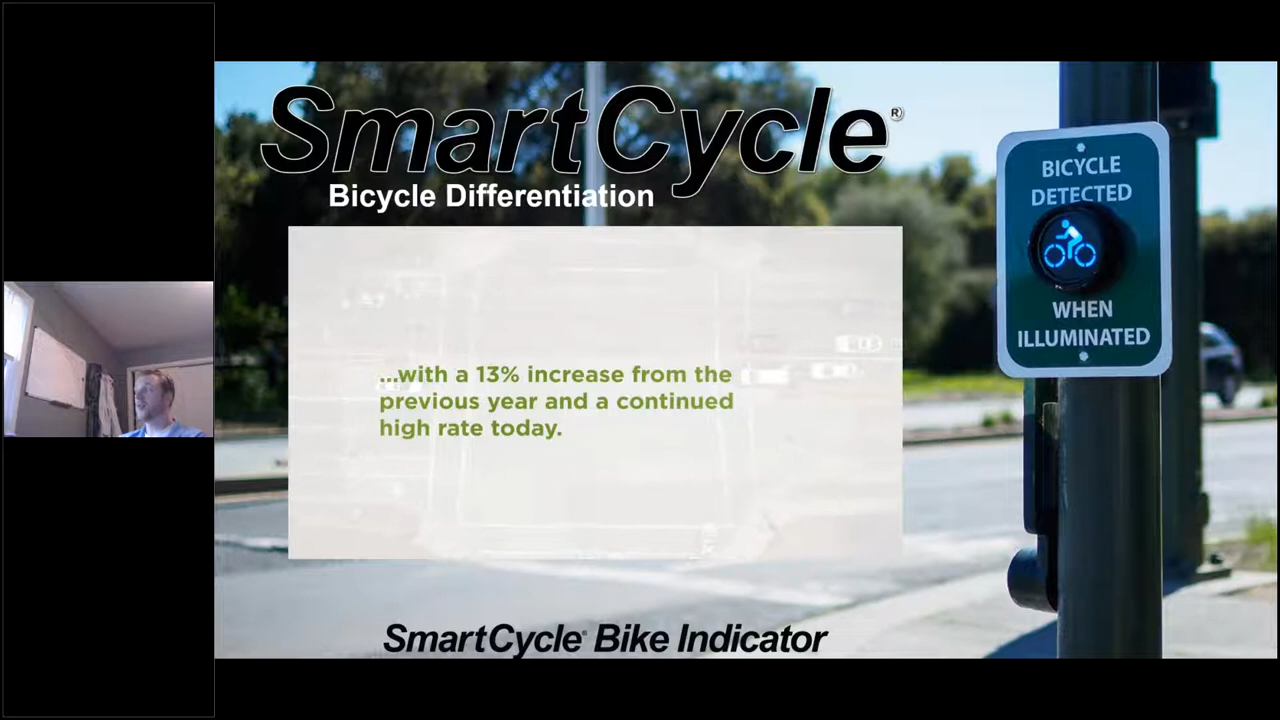 SmartCycle®
Bicycle Differentiation
...with a 13% increase from the
previous year and a continued
high rate today.
BICYCLE
DETECTED
WHEN
ILLUMINATED
SmartCycle® Bike Indicator